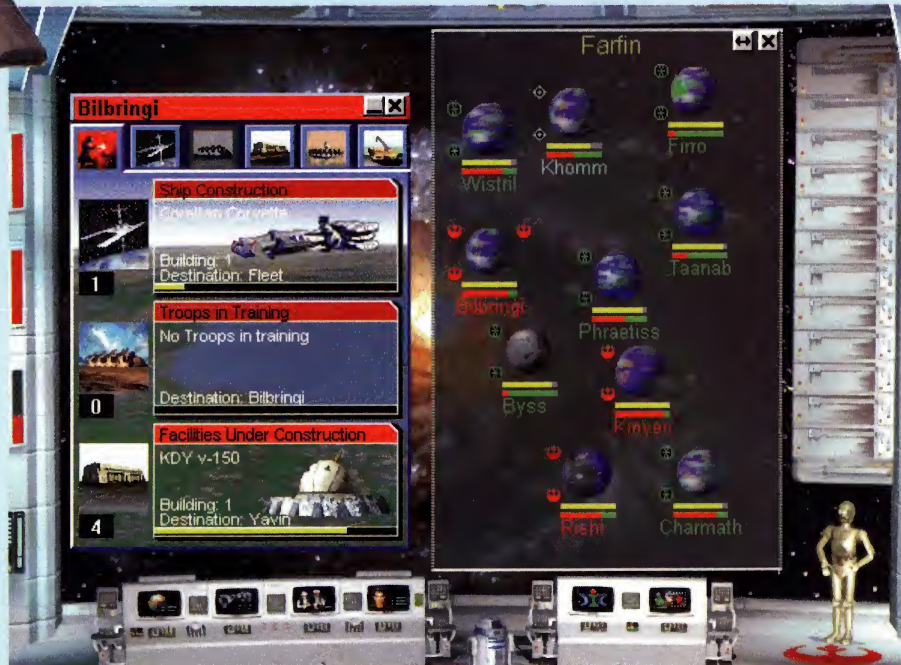 Bilbringi
Ship Construction
Corellian Corvette
Building: 1
Destination: Fleet
1
Troops in Training
No Troops in training
Destination: Bilbringi
0
Facilities Under Construction
KDY v-150
Building: 1
Destination: Yavin
4
Farfin
Wistril
Khomm
Firro
Bilbringi
Phraetiss
Taanab
Byss
Kinyen
Rishi
Charmath